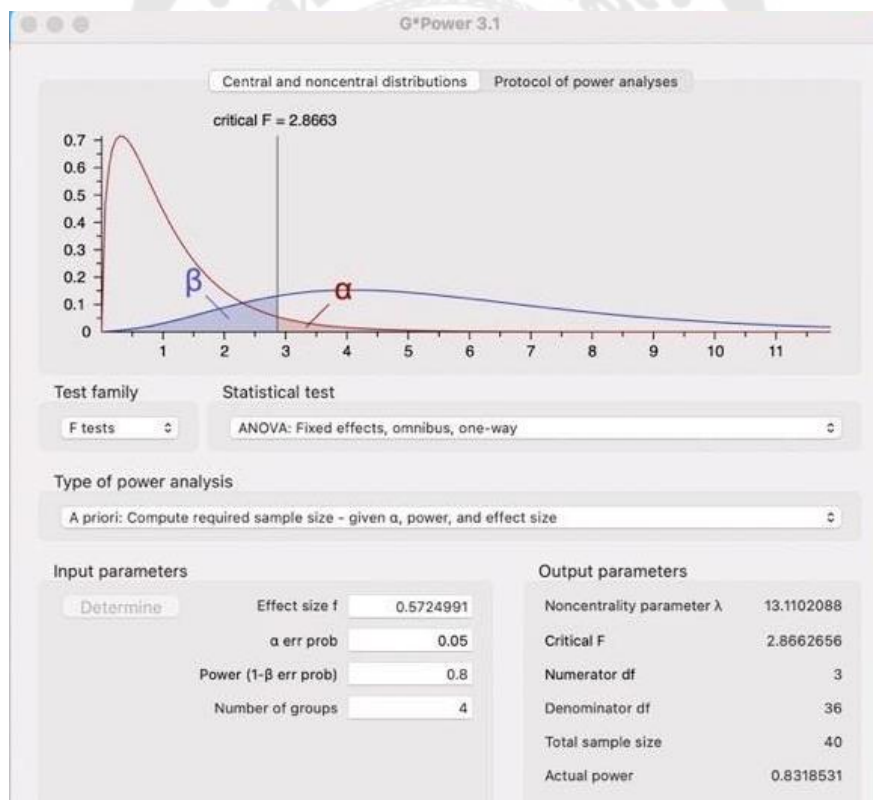 G*Power 3.1
Central and noncentral distributions Protocol of power analyses
critical F = 2.8663
0.7
0.6
0.5
0.4
0.3
0.2
0.1
0
β
α
1 2 3 4 5 6 7 8 9 10 11
Test family Statistical test
F tests ANOVA: Fixed effects, omnibus, one-way
Type of power analysis
A priori: Compute required sample size - given α, power, and effect size
Input parameters Output parameters
Determine Effect size f 0.5724991 Noncentrality parameter λ 13.1102088
α err prob 0.05 Critical F 2.8662656
Power (1-β err prob) 0.8 Numerator df 3
Number of groups 4 Denominator df 36
Total sample size 40
Actual power 0.8318531